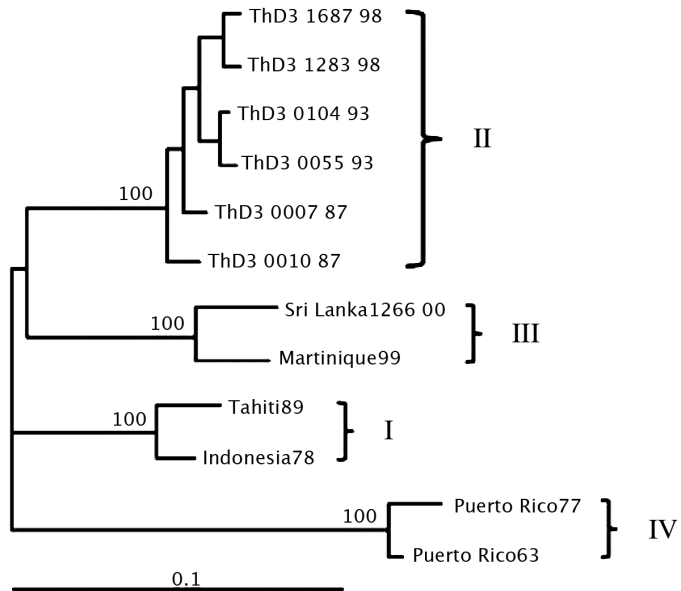 ThD3 1687 98
ThD3 1283 98
ThD3 0104 93
II
ThD3 0055 93
100
ThD3 0007 87
ThD3 0010 87
Sri Lanka1266 00
100
III
Martinique99
Tahiti89
100
I
Indonesia78
Puerto Rico77
100
IV
Puerto Rico63
0.1